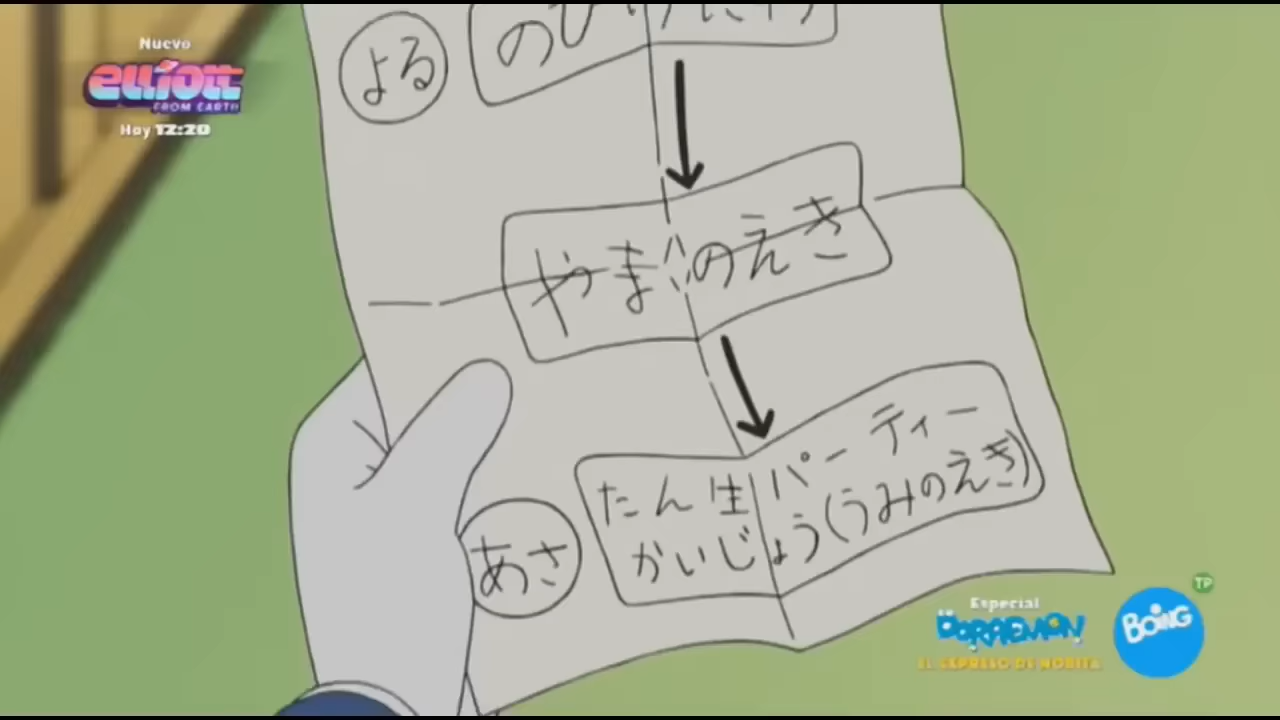 Nuevo
elliott
FROM EARTH
Hoy 12:20
よる
やまのえき
たん生パーティー
かいじょう(うみのえき)
あさ
Especial
DORAEMON
EL EXPRESO DE NOBITA
BOING
TP